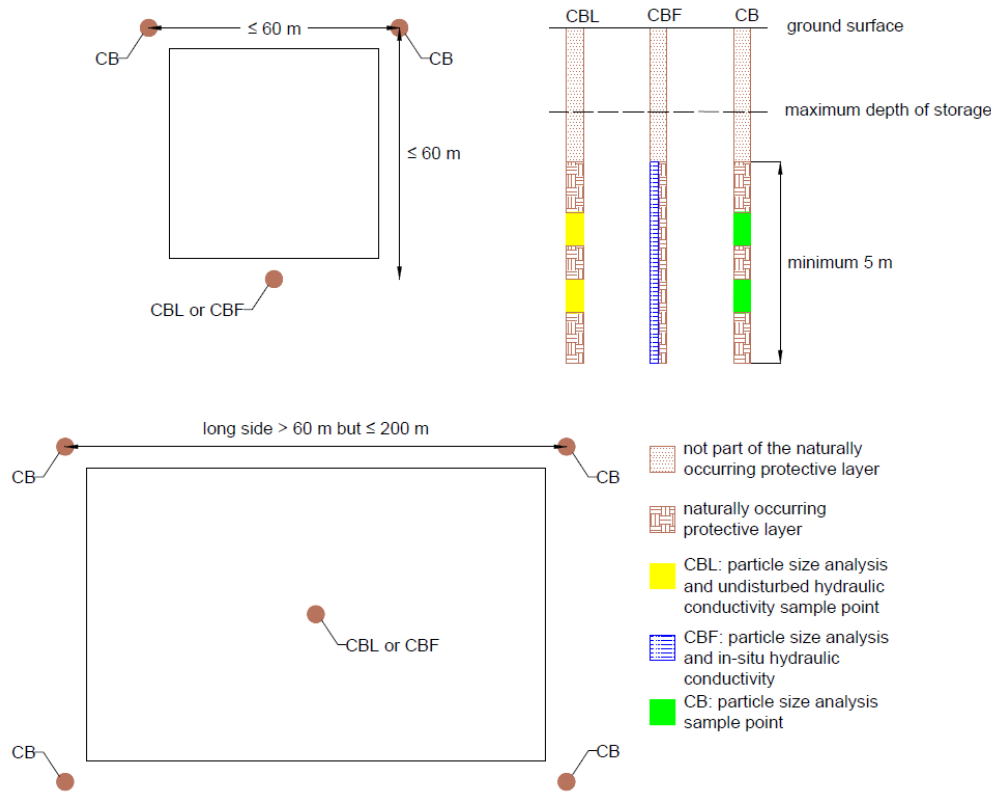 ≤ 60 m
CB
CB
≤ 60 m
CBL or CBF
CBL
CBF
CB
ground surface
maximum depth of storage
minimum 5 m
long side > 60 m but ≤ 200 m
CB
CB
CBL or CBF
CB
CB
not part of the naturally
occurring protective layer
naturally occurring
protective layer
CBL: particle size analysis
and undisturbed hydraulic
conductivity sample point
CBF: particle size analysis
and in-situ hydraulic
conductivity
CB: particle size analysis
sample point